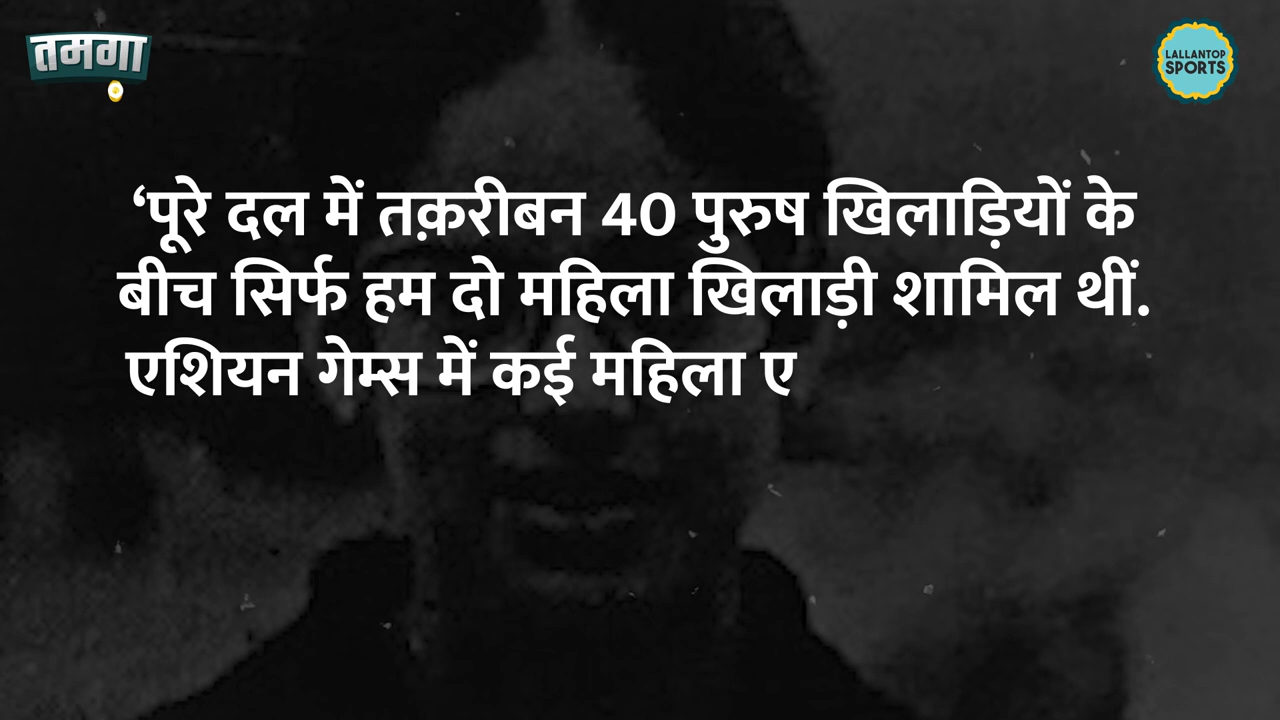 तमगा
LALLANTOP
SPORTS
‘पूरे दल में तक़रीबन 40 पुरुष खिलाड़ियों के
बीच सिर्फ हम दो महिला खिलाड़ी शामिल थीं.
एशियन गेम्स में कई महिला ए